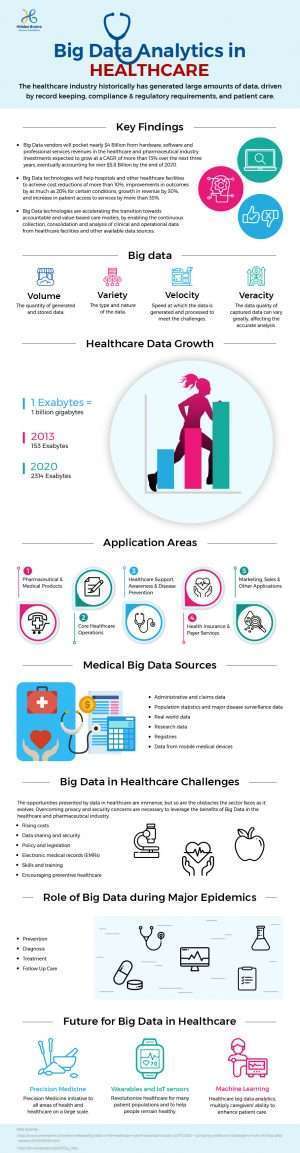 Hidden Brains
Big Data Analytics in
HEALTHCARE
The healthcare industry historically has generated large amounts of data, driven
by record keeping, compliance & regulatory requirements, and patient care.
Key Findings
Big Data vendors will pocket nearly $4 Billion from hardware, software and
professional services revenues in the healthcare and pharmaceutical industry.
Investments expected to grow at a CAGR of more than 15% over the next three
years, eventually accounting for over $5.8 Billion by the end of 2020.
Big Data technologies will help hospitals and other healthcare facilities
to achieve cost reductions of more than 10%, improvements in outcomes
by as much as 20% for certain conditions, growth in revenue by 30%,
and increase in patient access to services by more than 35%.
Big Data technologies are accelerating the transition towards
accountable and value-based care models, by enabling the continuous
collection, consolidation and analysis of clinical and operational data
from healthcare facilities and other available data sources.
Big data
Volume
The quantity of generated
and stored data.
Variety
The type and nature
of the data.
Velocity
Speed at which the data is
generated and processed to
meet the challenges.
Veracity
The data quality of
captured data can vary
greatly, affecting the
accurate analysis.
Healthcare Data Growth
1 Exabytes =
1 billion gigabytes
2013
153 Exabytes
2020
2314 Exabytes
Application Areas
1
Pharmaceutical &
Medical Products
2
Core Healthcare
Operations
3
Healthcare Support,
Awareness & Disease
Prevention
4
Health Insurance &
Payer Services
5
Marketing, Sales &
Other Applications
Medical Big Data Sources
Administrative and claims data
Population statistics and major disease surveillance data
Real world data
Research data
Registries
Data from mobile medical devices
Big Data in Healthcare Challenges
The opportunities presented by data in healthcare are immense, but so are the obstacles the sector faces as it
evolves. Overcoming privacy and security concerns are necessary to leverage the benefits of Big Data in the
healthcare and pharmaceutical industry.
Rising costs
Data sharing and security
Policy and legislation
Electronic medical records (EMRs)
Skills and training
Encouraging preventive healthcare
Role of Big Data during Major Epidemics
Prevention
Diagnosis
Treatment
Follow Up Care
Future for Big Data in Healthcare
Precision Medicine
Precision Medicine initiative
to all areas of health and
healthcare on a large scale.
Wearables and IoT sensors
Revolutionize healthcare for many
patient populations and to help
people remain healthy
Machine Learning
Healthcare big data analytics,
multiply caregivers' ability to
enhance patient care.